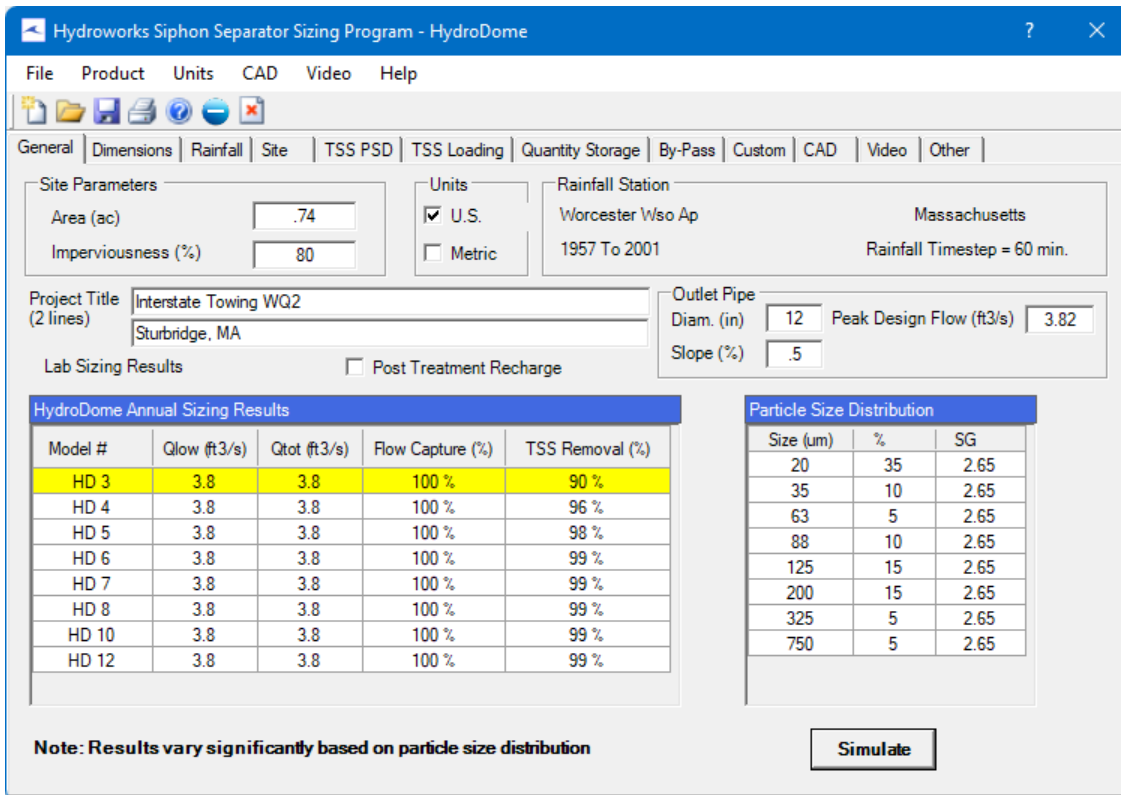 Hydroworks Siphon Separator Sizing Program - HydroDome ? ×
File Product Units CAD Video Help
General Dimensions Rainfall Site TSS PSD TSS Loading Quantity Storage By-Pass Custom CAD Video Other
Site Parameters
Area (ac) .74
Imperviousness (%) 80
Units
U.S.
Metric
Rainfall Station
Worcester Wso Ap Massachusetts
1957 To 2001 Rainfall Timestep = 60 min.
Project Title
(2 lines)
Interstate Towing WQ2
Sturbridge, MA
Outlet Pipe
Diam. (in) 12 Peak Design Flow (ft3/s) 3.82
Slope (%) .5
Lab Sizing Results Post Treatment Recharge
HydroDome Annual Sizing Results
Model # Qlow (ft3/s) Qtot (ft3/s) Flow Capture (%) TSS Removal (%)
HD 3 3.8 3.8 100 % 90 %
HD 4 3.8 3.8 100 % 96 %
HD 5 3.8 3.8 100 % 98 %
HD 6 3.8 3.8 100 % 99 %
HD 7 3.8 3.8 100 % 99 %
HD 8 3.8 3.8 100 % 99 %
HD 10 3.8 3.8 100 % 99 %
HD 12 3.8 3.8 100 % 99 %
Particle Size Distribution
Size (um) % SG
20 35 2.65
35 10 2.65
63 5 2.65
88 10 2.65
125 15 2.65
200 15 2.65
325 5 2.65
750 5 2.65
Note: Results vary significantly based on particle size distribution
Simulate